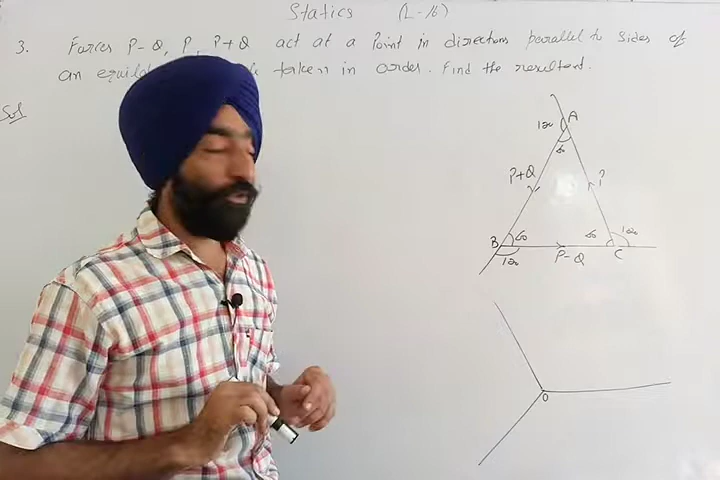 Statics (L-16)
3. Forces P-Q, P, P+Q act at a Point in directions parallel to sides of
an taken in order. Find the resultant.
Sol
A
120
60
P+Q
P
B
60
60
120
120
P-Q
C
O